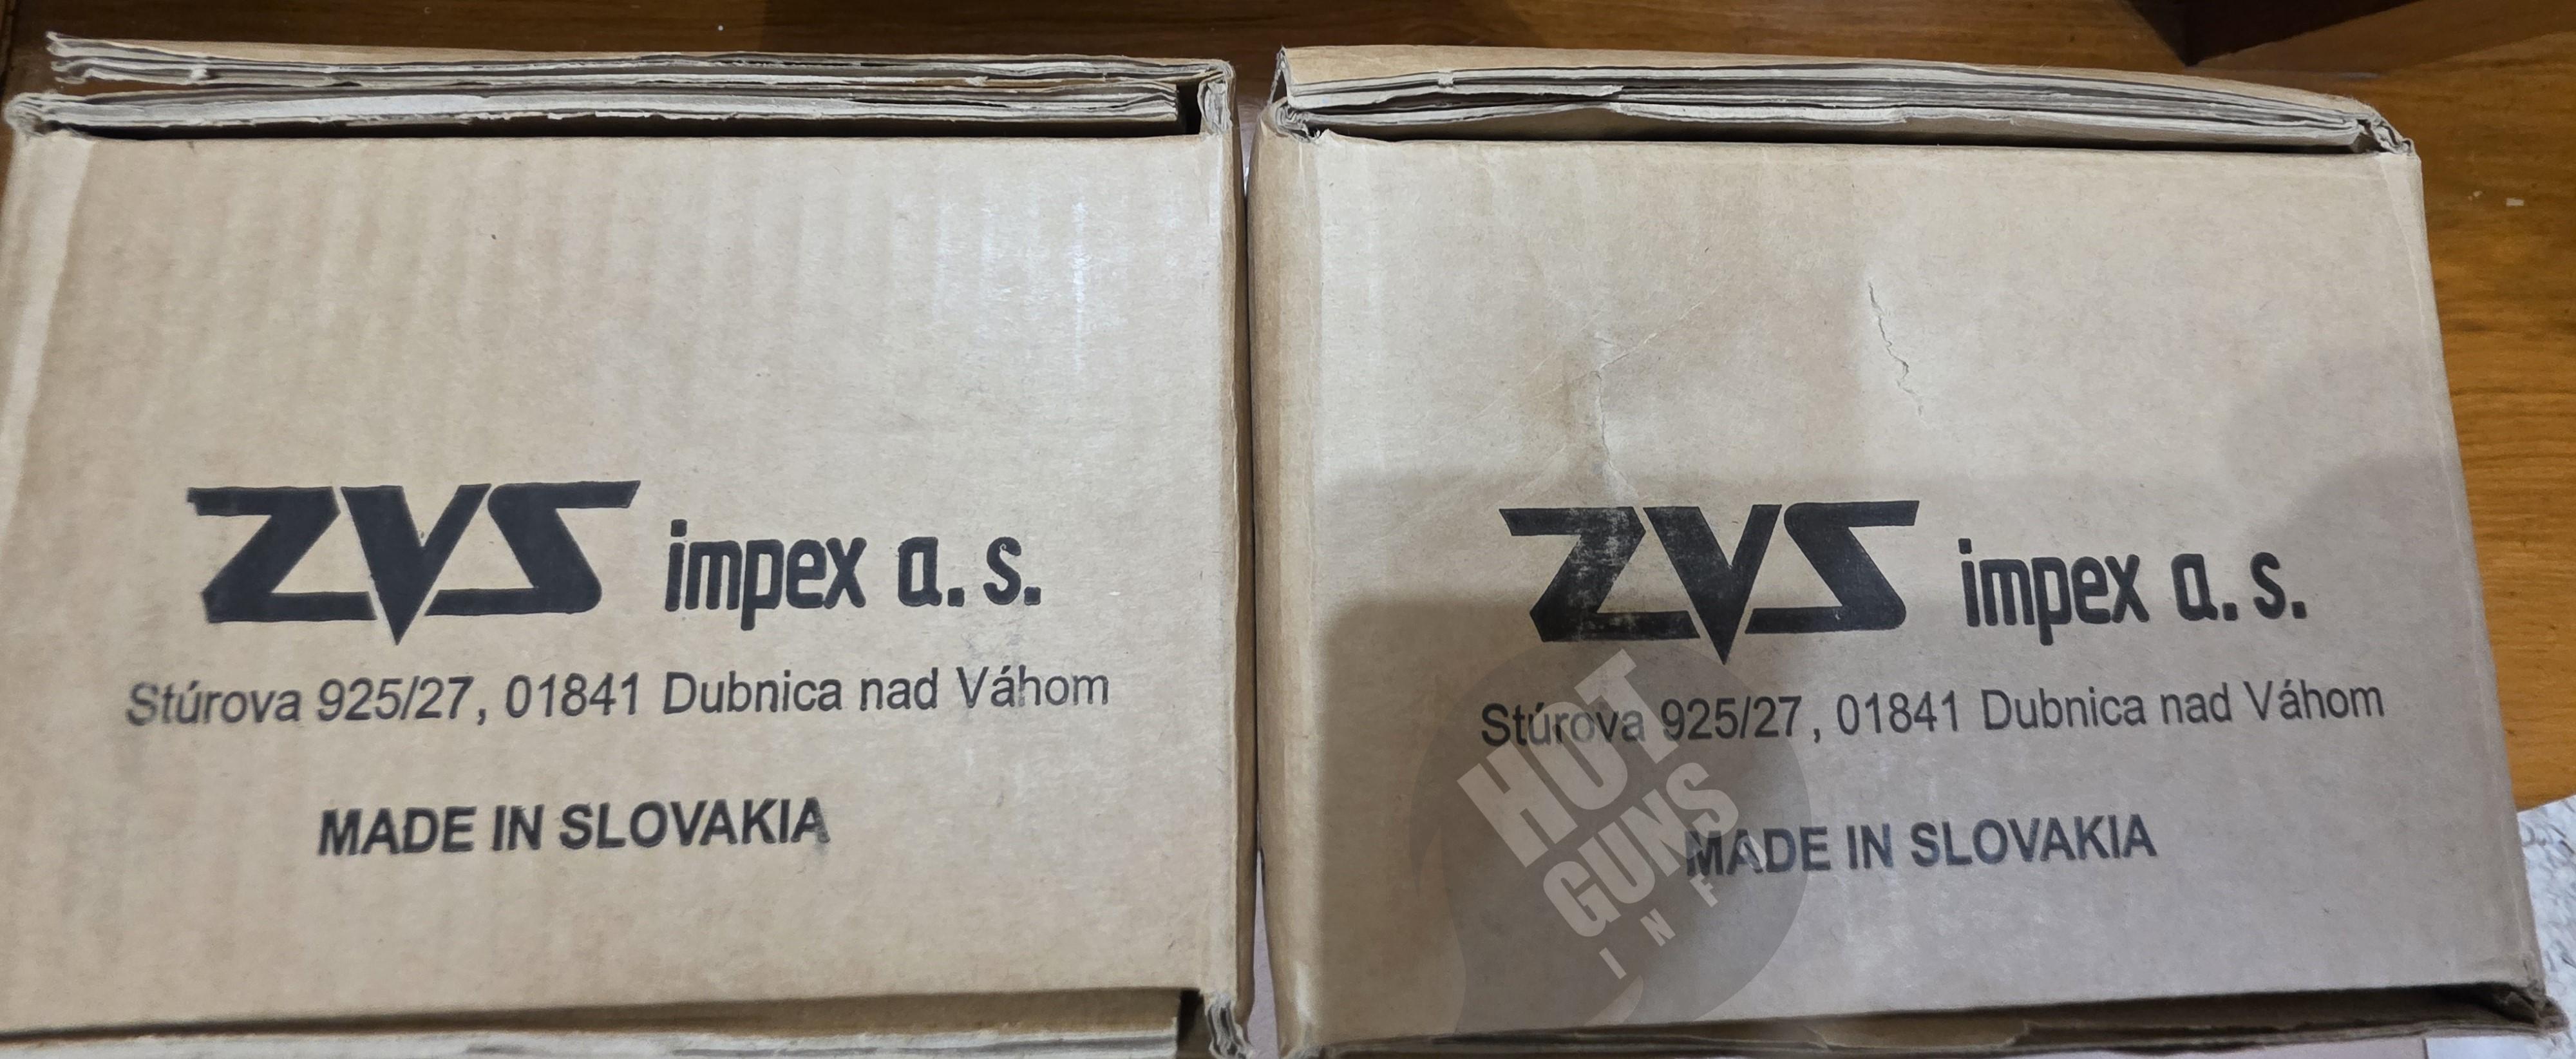 ZVS impex a. s.
Stúrova 925/27, 01841 Dubnica nad Váhom
MADE IN SLOVAKIA
ZVS impex a. s.
Stúrova 925/27, 01841 Dubnica nad Váhom
MADE IN SLOVAKIA
HOT
GUNS
INF